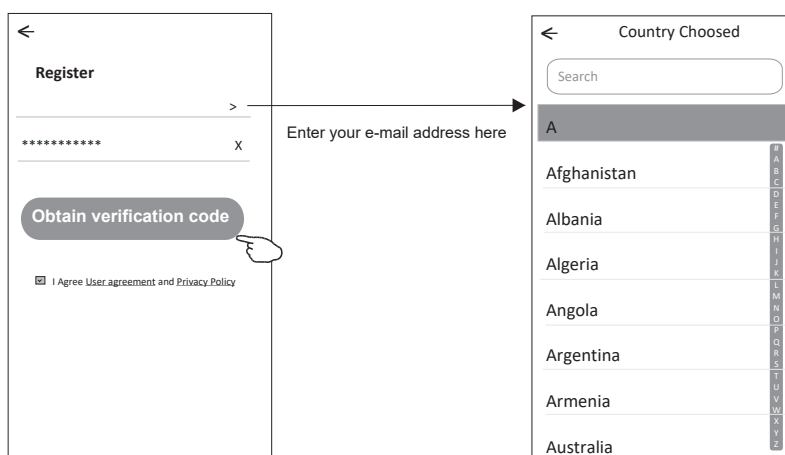 Register
>
*********** X
Obtain verification code
I Agree User agreement and Privacy Policy
Enter your e-mail address here
Country Choosed
Search
A
Afghanistan
Albania
Algeria
Angola
Argentina
Armenia
Australia
#
A
B
C
D
E
F
G
H
I
J
K
L
M
N
O
P
Q
R
S
T
U
V
W
X
Y
Z